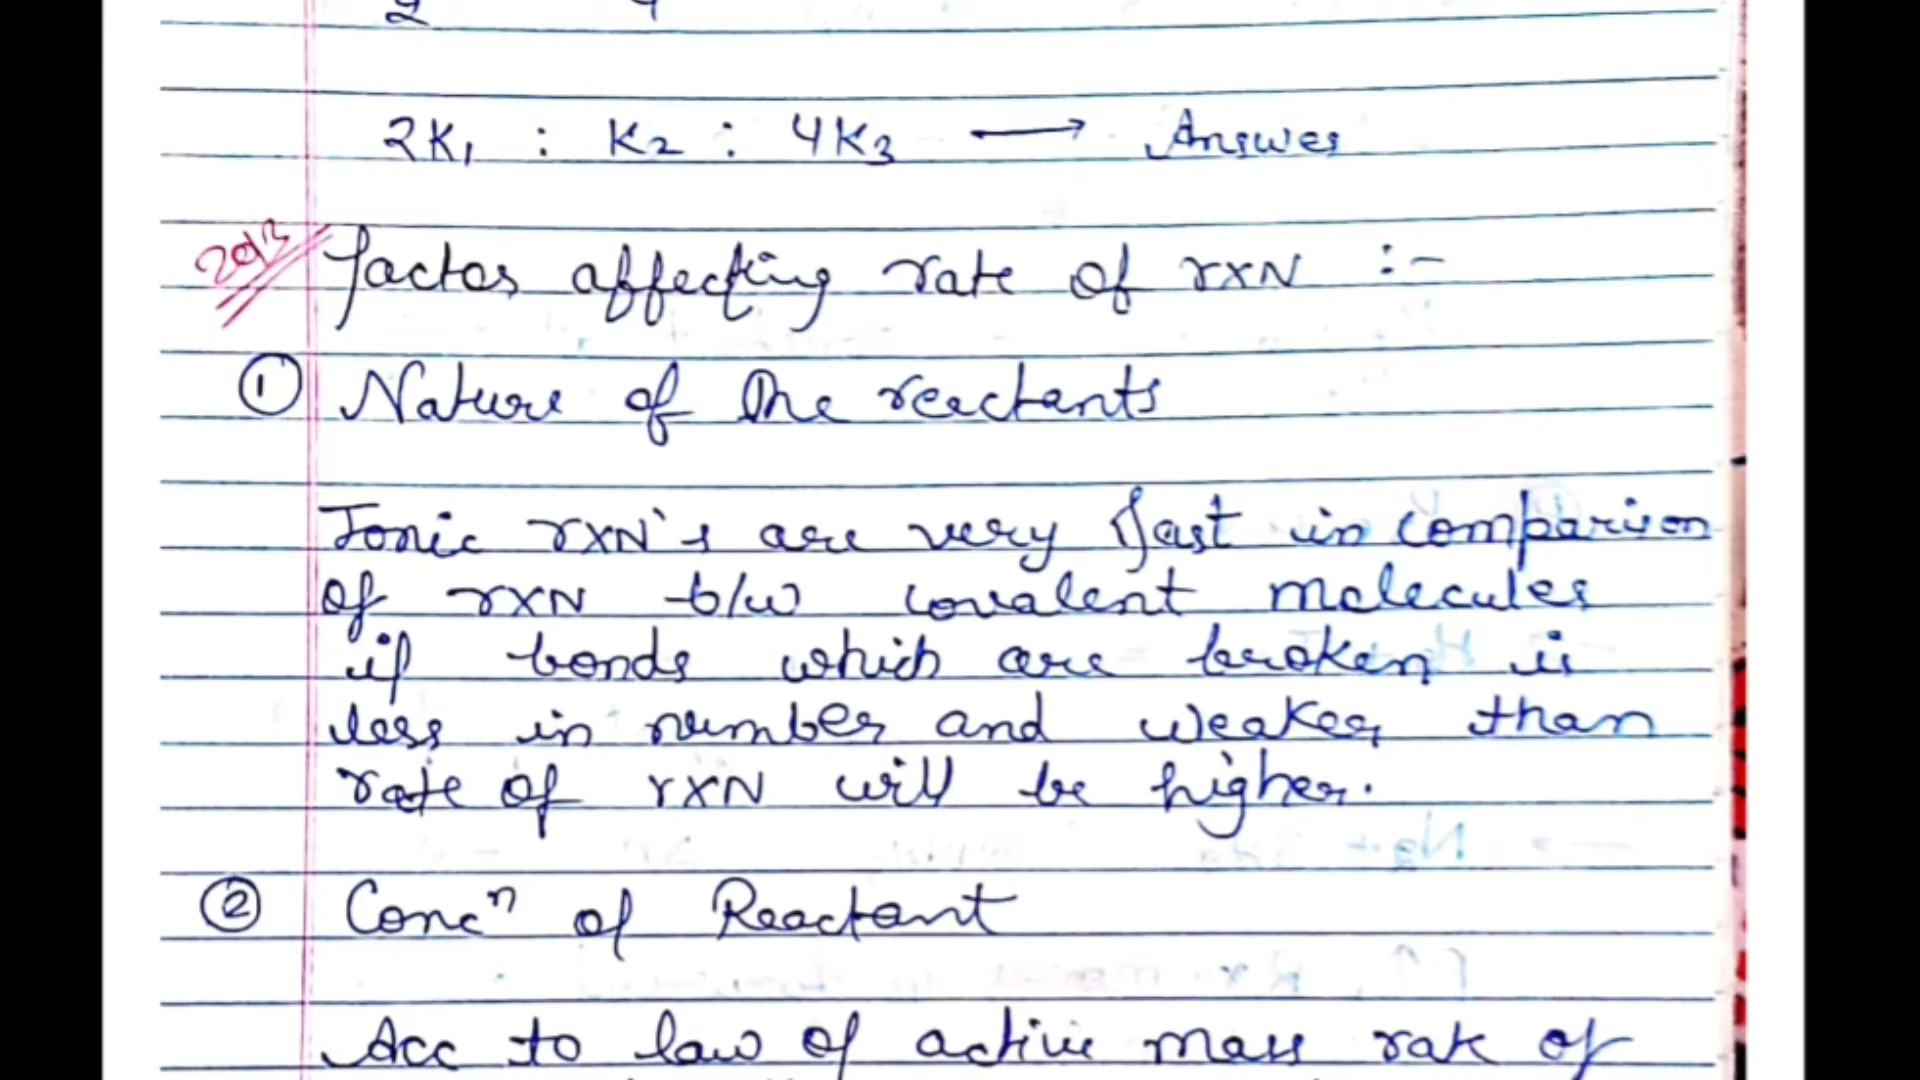 2K₁ : K₂ : 4K₃ ⟶ Answer
2013
factor affecting rate of rXN :-
① Nature of the reactants
Ionic rXN's are very fast in comparison
of rXN b/w covalent molecules
if bonds which are broken is
less in number and weaker than
rate of rXN will be higher.
② Concⁿ of Reactant
Acc to law of active mass rate of